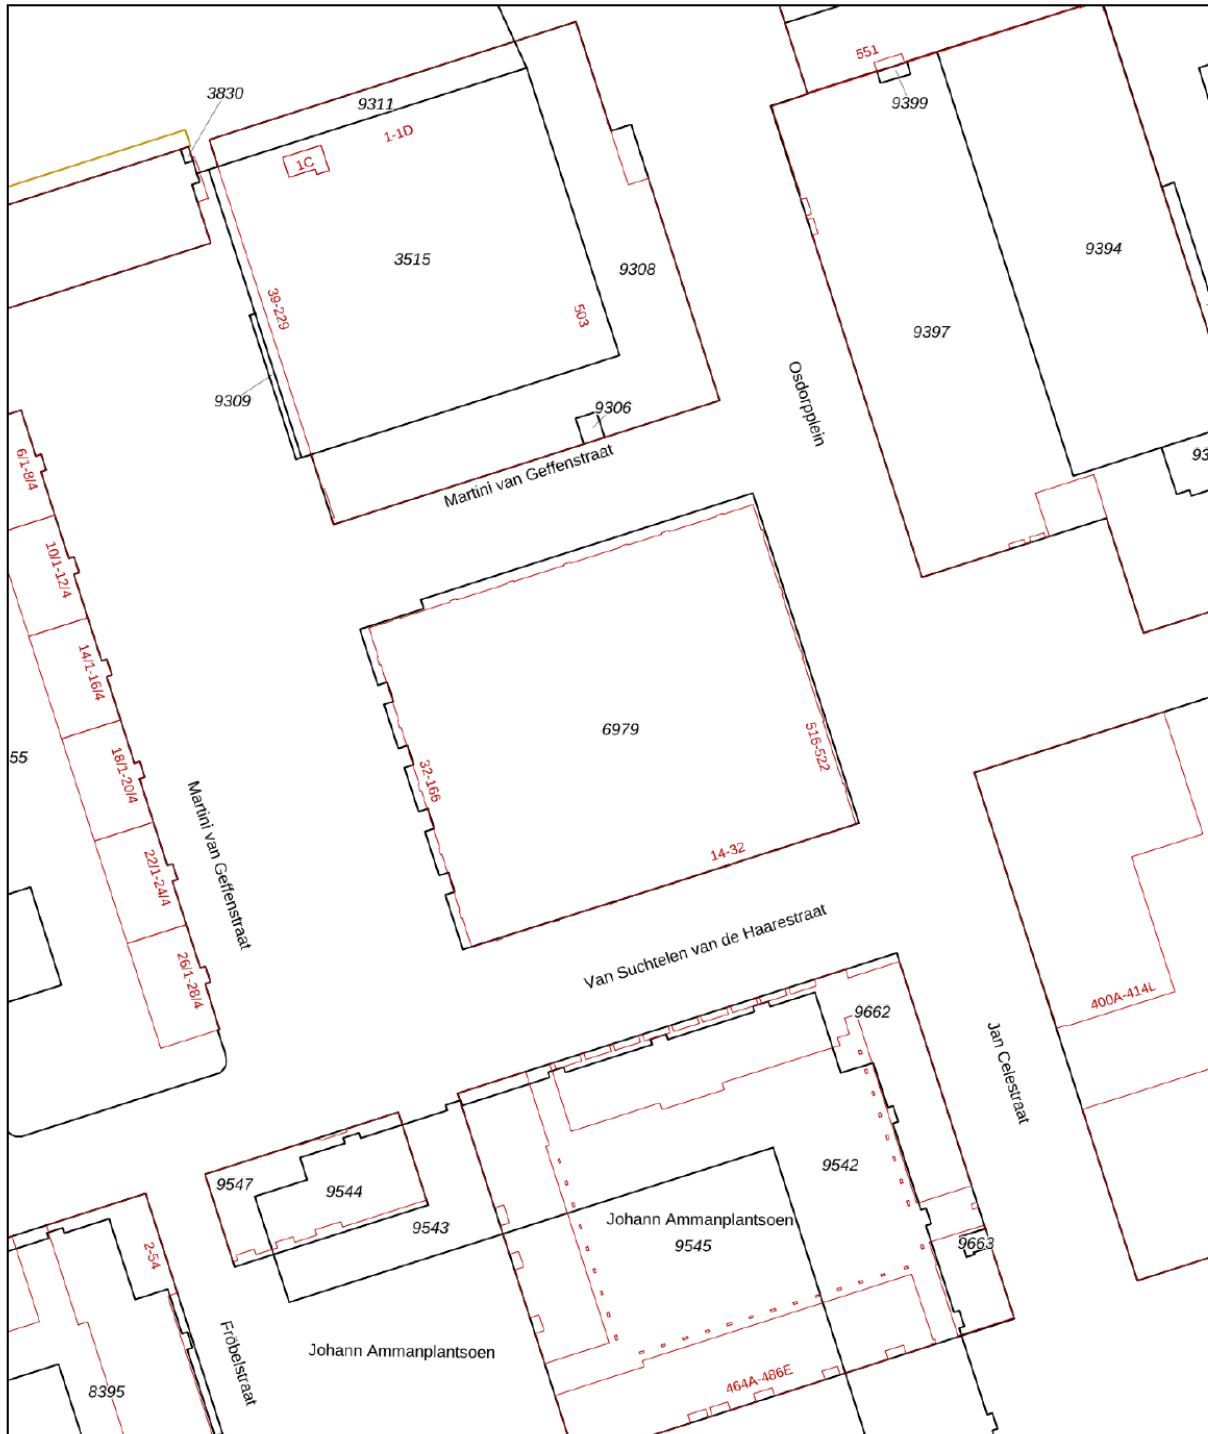 551
3830
9311
9399
1-1D
1C
3515
9308
9394
39-229
503
9397
9309
9306
Osdorpplein
Martini van Geffenstraat
6/1-8/4
93
10/1-12/4
14/1-16/4
6979
55
18/1-20/4
32-166
516-522
Martini van Geffenstraat
14-32
22/1-24/4
Van Suchtelen van de Haarestraat
26/1-28/4
400A-414L
9662
Jan Celestraat
9542
9547
9544
9543
Johann Ammanplantsoen
9545
9663
2-54
Fröbelstraat
Johann Ammanplantsoen
464A-486E
8395